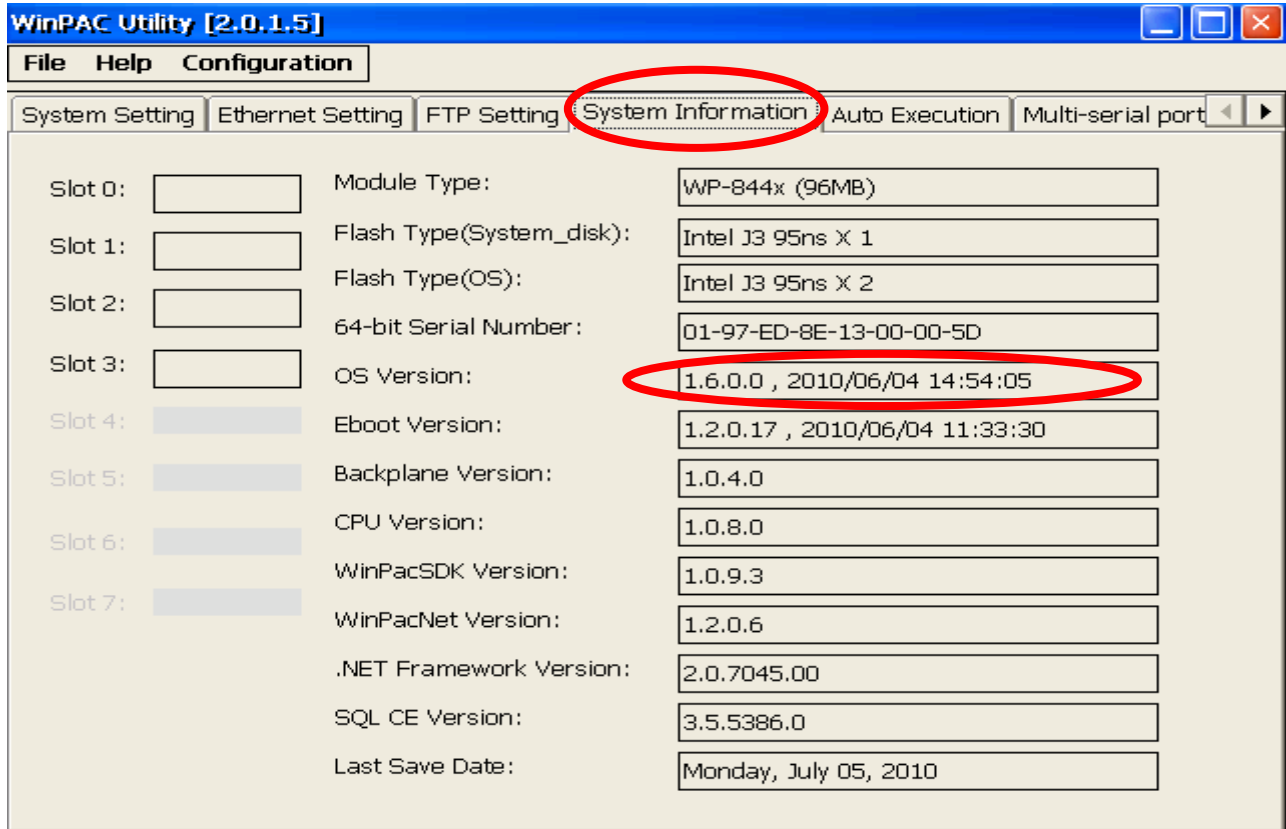 WinPAC Utility [2.0.1.5]
File Help Configuration
System Setting Ethernet Setting FTP Setting System Information Auto Execution Multi-serial port
Slot 0:
Module Type: WP-844x (96MB)
Slot 1:
Flash Type(System_disk): Intel J3 95ns X 1
Slot 2:
Flash Type(OS): Intel J3 95ns X 2
64-bit Serial Number: 01-97-ED-8E-13-00-00-5D
Slot 3:
OS Version: 1.6.0.0 , 2010/06/04 14:54:05
Slot 4:
Eboot Version: 1.2.0.17 , 2010/06/04 11:33:30
Slot 5:
Backplane Version: 1.0.4.0
Slot 6:
CPU Version: 1.0.8.0
WinPacSDK Version: 1.0.9.3
Slot 7:
WinPacNet Version: 1.2.0.6
.NET Framework Version: 2.0.7045.00
SQL CE Version: 3.5.5386.0
Last Save Date: Monday, July 05, 2010